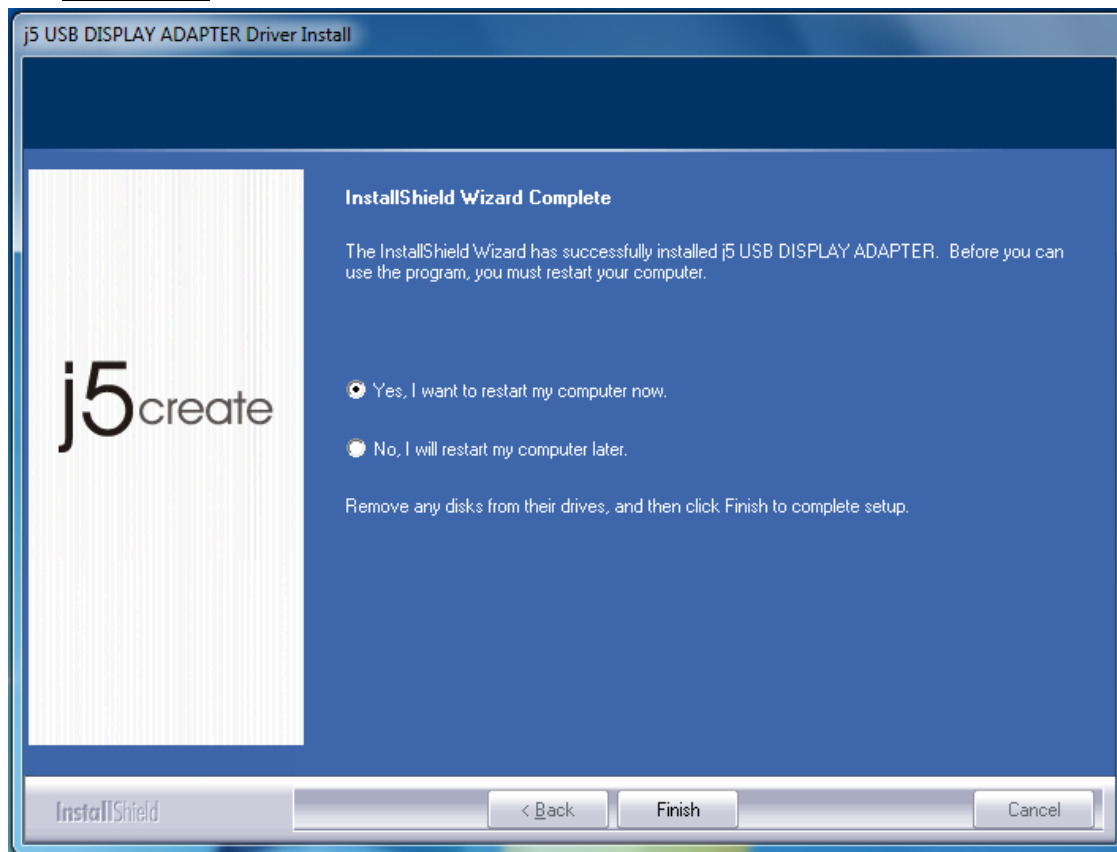 j5 USB DISPLAY ADAPTER Driver Install
InstallShield Wizard Complete
The InstallShield Wizard has successfully installed j5 USB DISPLAY ADAPTER. Before you can
use the program, you must restart your computer.
j5create
Yes, I want to restart my computer now.
No, I will restart my computer later.
Remove any disks from their drives, and then click Finish to complete setup.
InstallShield
< Back
Finish
Cancel